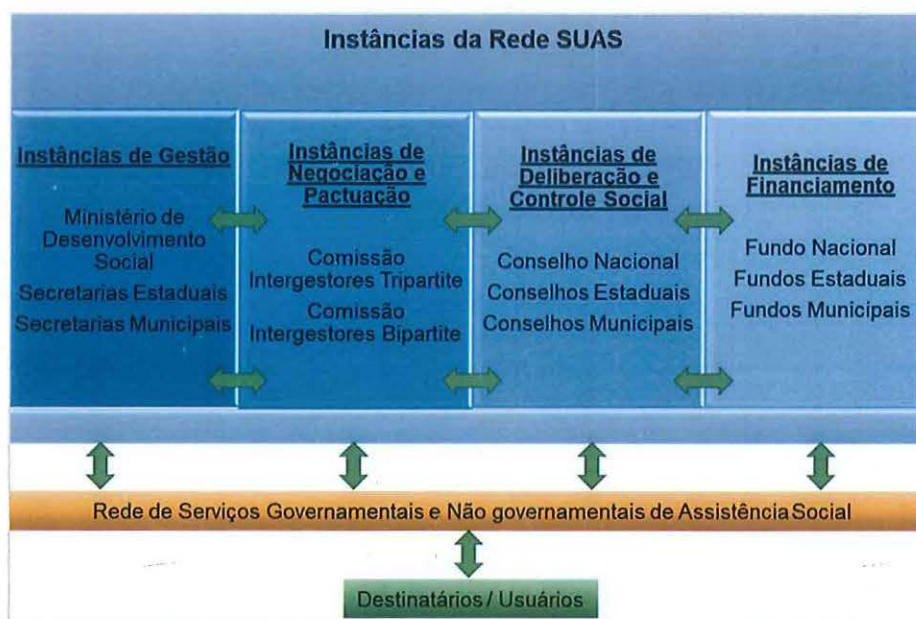 Instâncias da Rede SUAS
Instâncias de Gestão
Ministério de
Desenvolvimento
Social
Secretarias Estaduais
Secretarias Municipais
Instâncias de
Negociação e
Pactuação
Comissão
Intergestores Tripartite
Comissão
Intergestores Bipartite
Instâncias de
Deliberação e
Controle Social
Conselho Nacional
Conselhos Estaduais
Conselhos Municipais
Instâncias de
Financiamento
Fundo Nacional
Fundos Estaduais
Fundos Municipais
Rede de Serviços Governamentais e Não governamentais de Assistência Social
Destinatários / Usuários